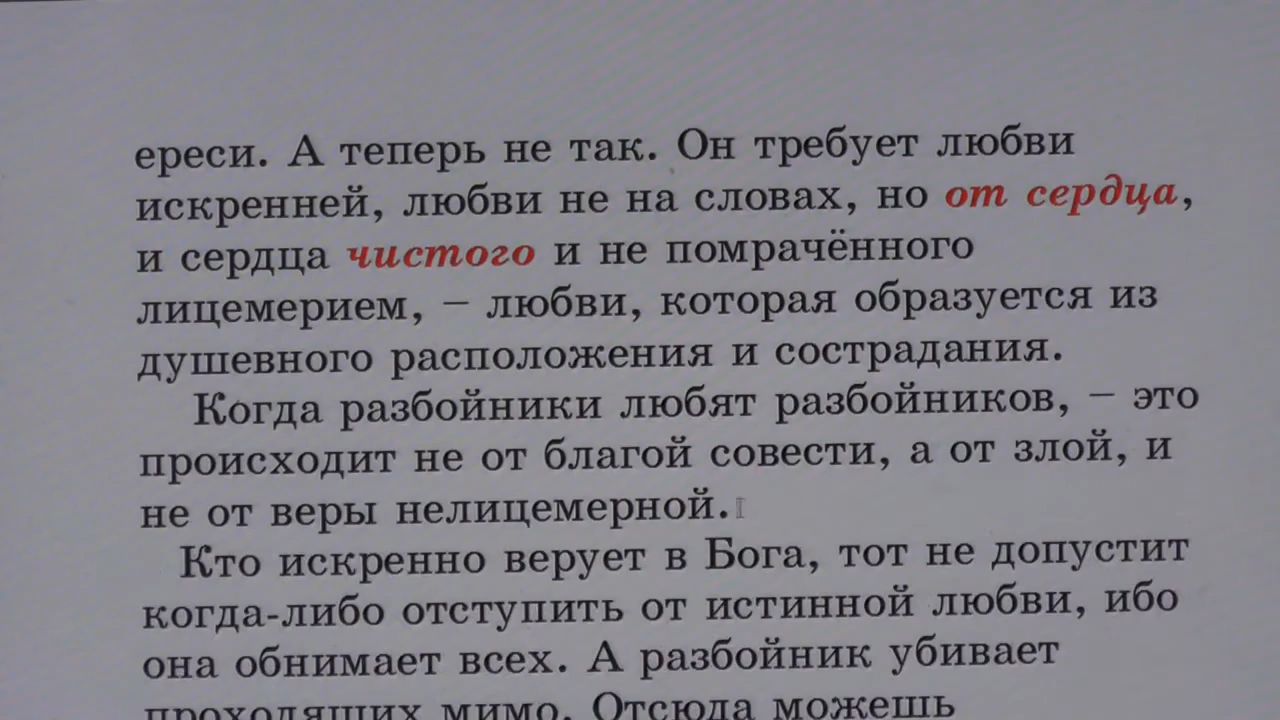 ереси. А теперь не так. Он требует любви
искренней, любви не на словах, но от сердца,
и сердца чистого и не помрачённого
лицемерием, – любви, которая образуется из
душевного расположения и сострадания.
Когда разбойники любят разбойников, – это
происходит не от благой совести, а от злой, и
не от веры нелицемерной.
Кто искренно верует в Бога, тот не допустит
когда-либо отступить от истинной любви, ибо
она обнимает всех. А разбойник убивает
проходящих мимо. Отсюда можешь